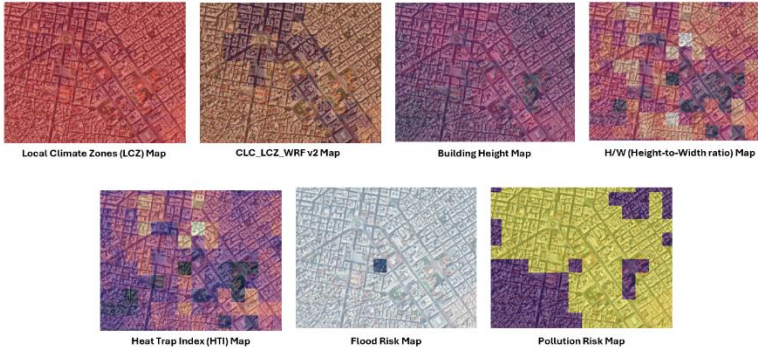 Local Climate Zones (LCZ) Map
CLC_LCZ_WRF v2 Map
Building Height Map
H/W (Height-to-Width ratio) Map
Heat Trap Index (HTI) Map
Flood Risk Map
Pollution Risk Map